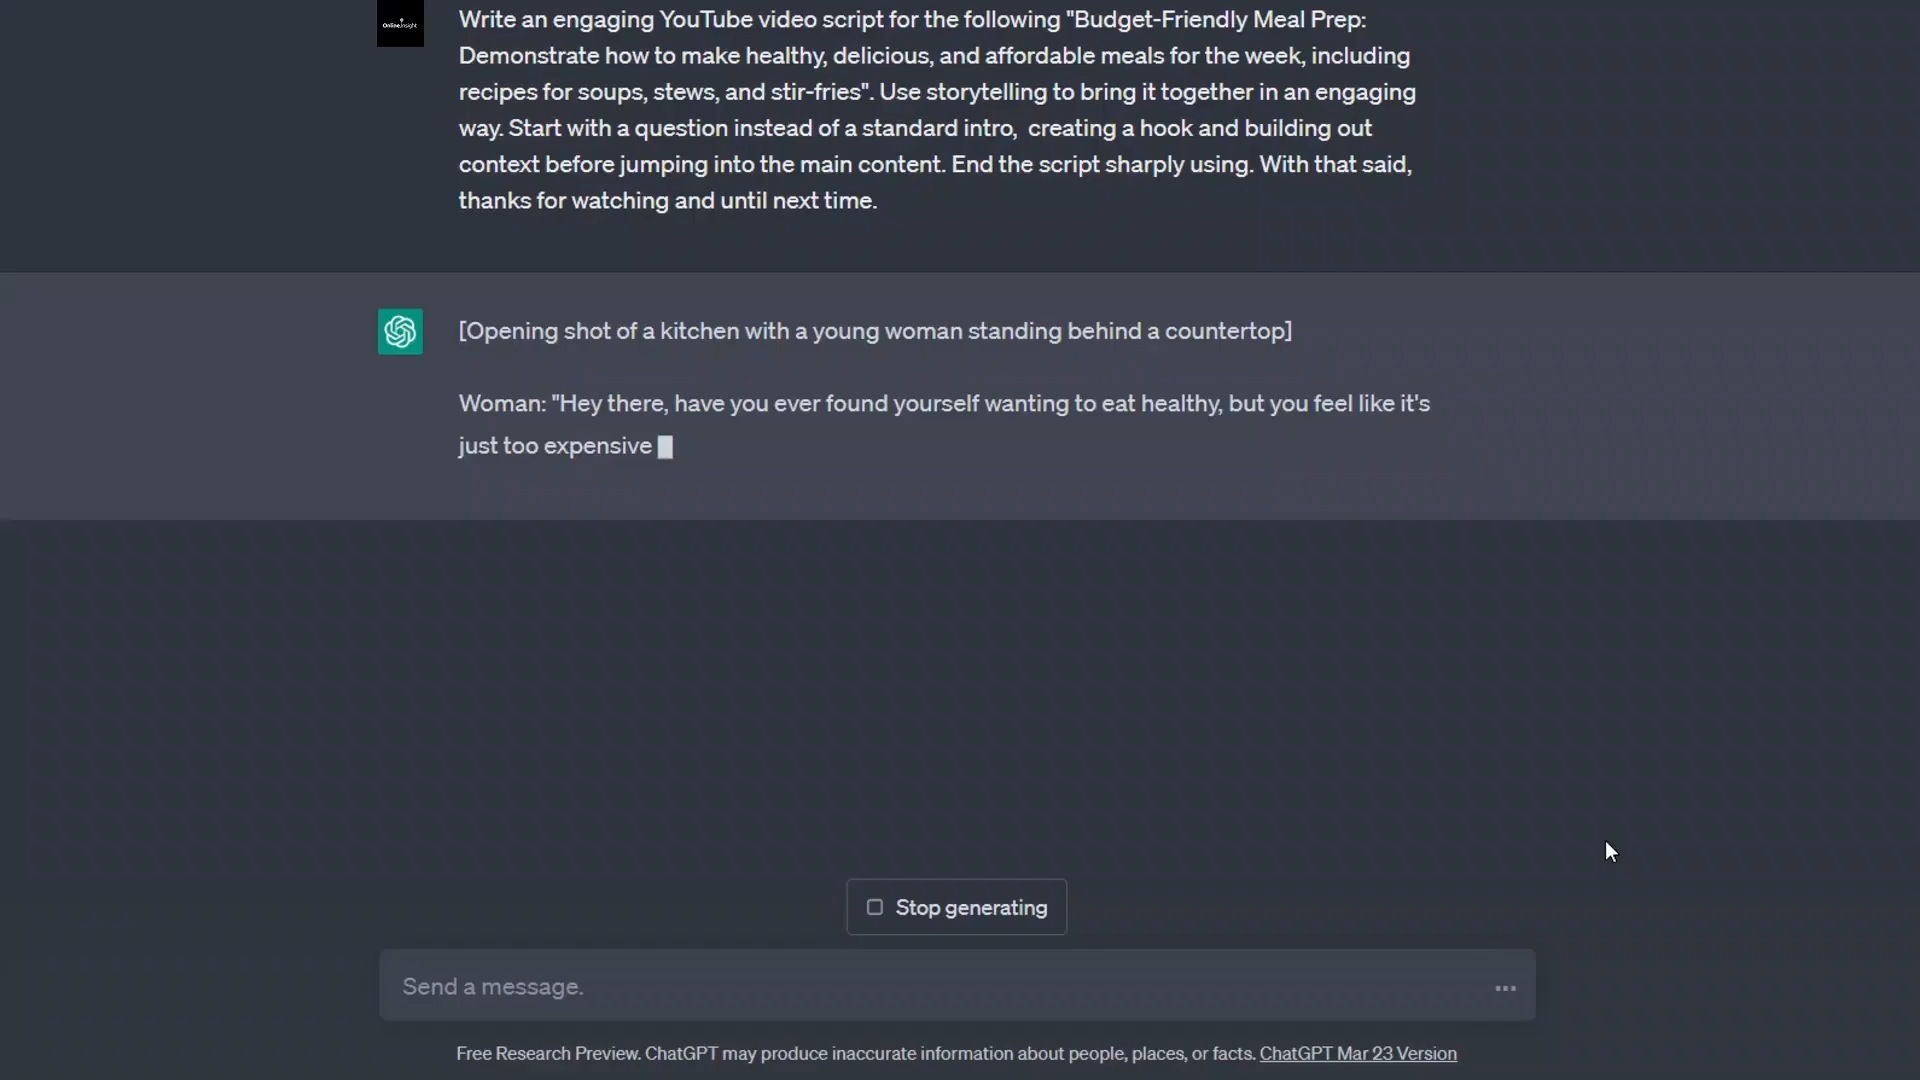 OnlineInsight
Write an engaging YouTube video script for the following "Budget-Friendly Meal Prep:
Demonstrate how to make healthy, delicious, and affordable meals for the week, including
recipes for soups, stews, and stir-fries". Use storytelling to bring it together in an engaging
way. Start with a question instead of a standard intro,  creating a hook and building out
context before jumping into the main content. End the script sharply using. With that said,
thanks for watching and until next time.
[Opening shot of a kitchen with a young woman standing behind a countertop]
Woman: "Hey there, have you ever found yourself wanting to eat healthy, but you feel like it's
just too expensive
Stop generating
Send a message.
Free Research Preview. ChatGPT may produce inaccurate information about people, places, or facts. ChatGPT Mar 23 Version